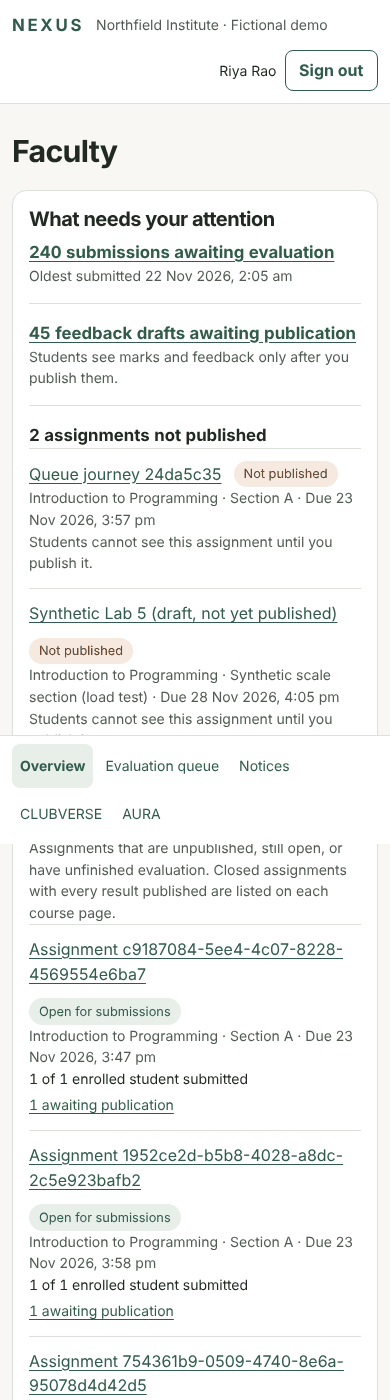 NEXUS Northfield Institute · Fictional demo
Riya Rao Sign out
Faculty
What needs your attention
240 submissions awaiting evaluation
Oldest submitted 22 Nov 2026, 2:05 am
45 feedback drafts awaiting publication
Students see marks and feedback only after you
publish them.
2 assignments not published
Queue journey 24da5c35 Not published
Introduction to Programming · Section A · Due 23
Nov 2026, 3:57 pm
Students cannot see this assignment until you
publish it.
Synthetic Lab 5 (draft, not yet published)
Not published
Introduction to Programming · Synthetic scale
section (load test) · Due 28 Nov 2026, 4:05 pm
Students cannot see this assignment until you
Overview Evaluation queue Notices
CLUBVERSE AURA
Assignments that are unpublished, still open, or
have unfinished evaluation. Closed assignments
with every result published are listed on each
course page.
Assignment c9187084-5ee4-4c07-8228-
4569554e6ba7
Open for submissions
Introduction to Programming · Section A · Due 23
Nov 2026, 3:47 pm
1 of 1 enrolled student submitted
1 awaiting publication
Assignment 1952ce2d-b5b8-4028-a8dc-
2c5e923bafb2
Open for submissions
Introduction to Programming · Section A · Due 23
Nov 2026, 3:58 pm
1 of 1 enrolled student submitted
1 awaiting publication
Assignment 754361b9-0509-4740-8e6a-
95078d4d42d5